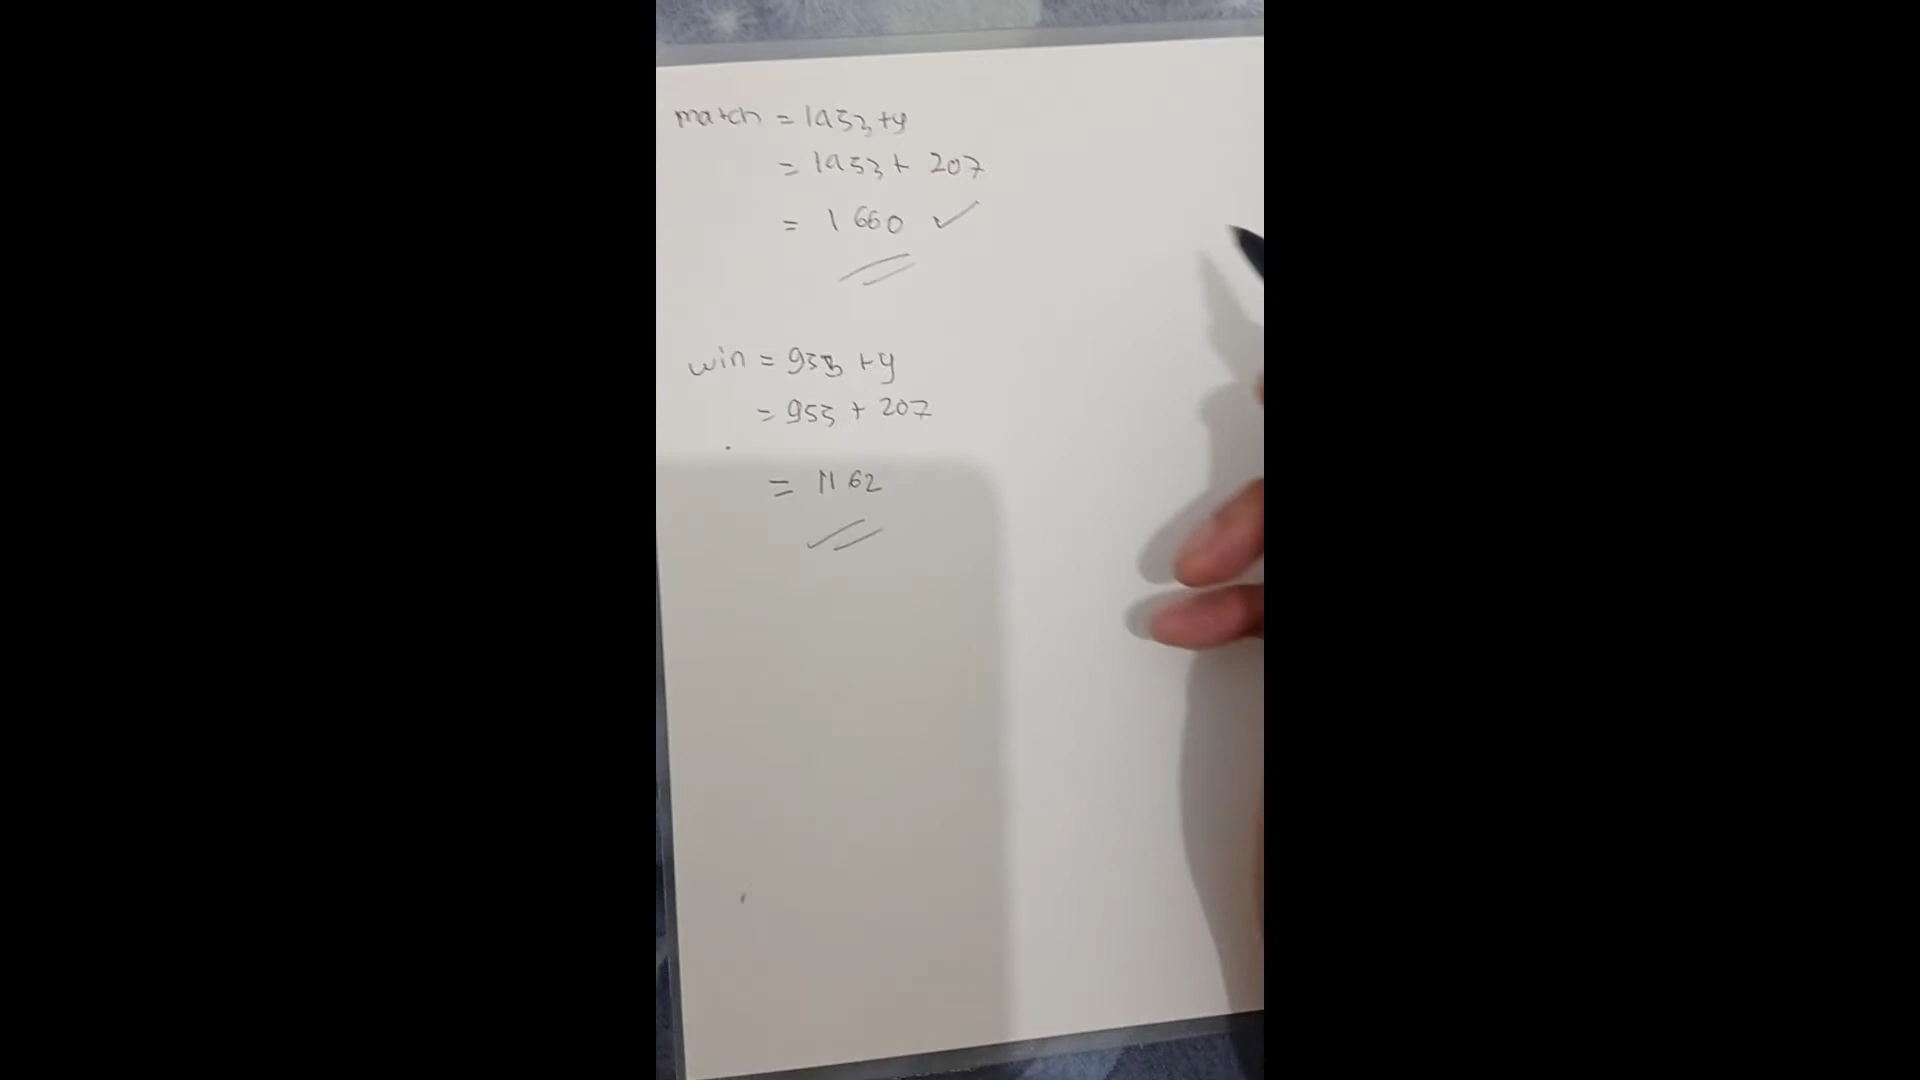 match = 1453+y
= 1453+ 207
= 1660 ✓
win = 953 +y
= 953 + 207
= 1162